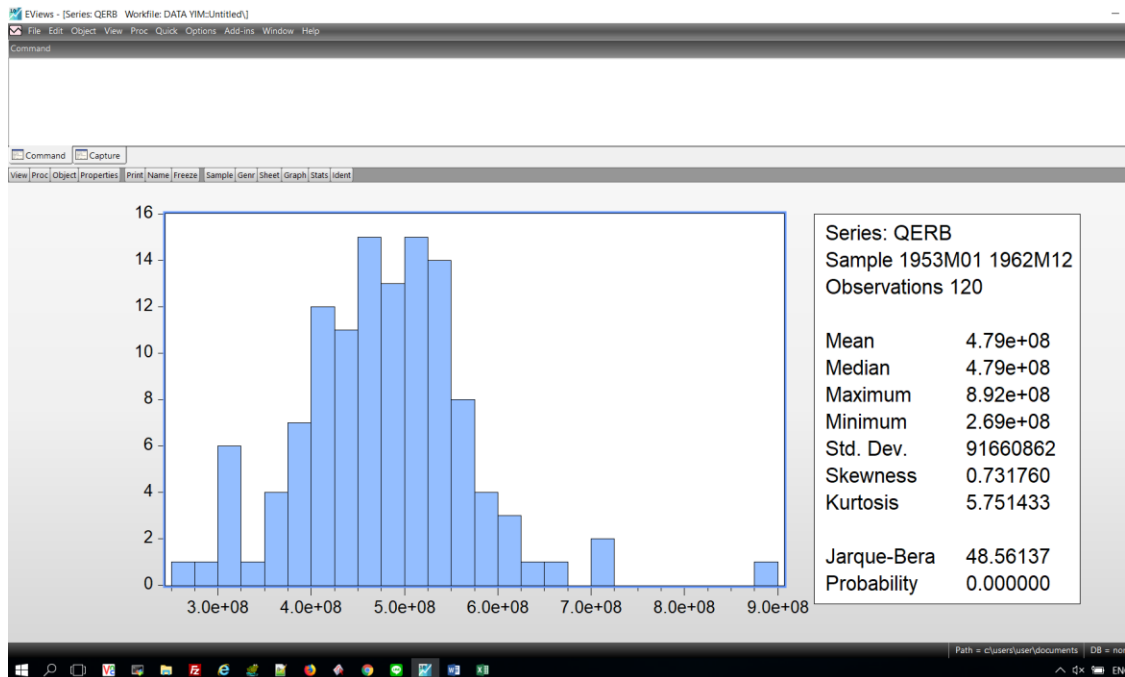 EViews - [Series: QERB Workfile: DATA YIM::Untitled\]
File Edit Object View Proc Quick Options Add-ins Window Help
Command
Command Capture
View Proc Object Properties Print Name Freeze Sample Genr Sheet Graph Stats Ident
16
14
12
10
8
6
4
2
0
3.0e+08 4.0e+08 5.0e+08 6.0e+08 7.0e+08 8.0e+08 9.0e+08
Series: QERB
Sample 1953M01 1962M12
Observations 120
Mean 4.79e+08
Median 4.79e+08
Maximum 8.92e+08
Minimum 2.69e+08
Std. Dev. 91660862
Skewness 0.731760
Kurtosis 5.751433
Jarque-Bera 48.56137
Probability 0.000000
Path = c:\users\user\documents DB = non
ENG